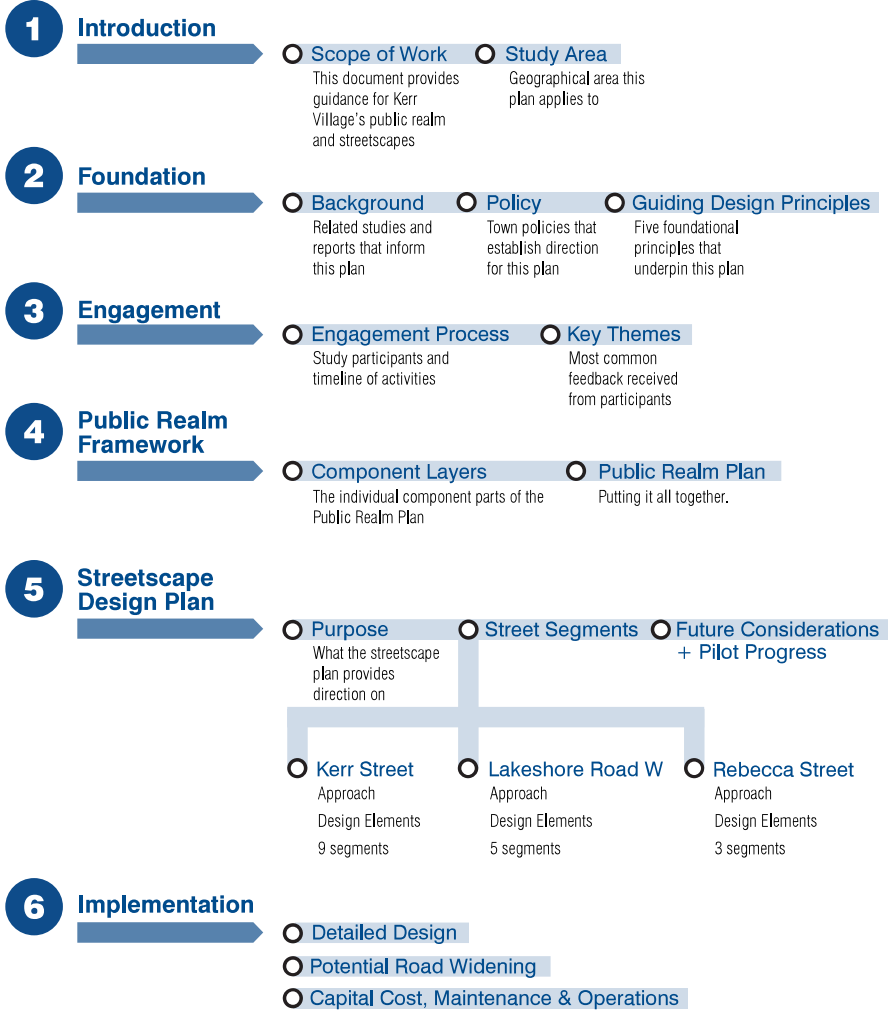 1
Introduction
Scope of Work
This document provides
guidance for Kerr
Village's public realm
and streetscapes
Study Area
Geographical area this
plan applies to
2
Foundation
Background
Related studies and
reports that inform
this plan
Policy
Town policies that
establish direction
for this plan
Guiding Design Principles
Five foundational
principles that
underpin this plan
3
Engagement
Engagement Process
Study participants and
timeline of activities
Key Themes
Most common
feedback received
from participants
4
Public Realm
Framework
Component Layers
The individual component parts of the
Public Realm Plan
Public Realm Plan
Putting it all together.
5
Streetscape
Design Plan
Purpose
What the streetscape
plan provides
direction on
Street Segments
Future Considerations
+ Pilot Progress
Kerr Street
Approach
Design Elements
9 segments
Lakeshore Road W
Approach
Design Elements
5 segments
Rebecca Street
Approach
Design Elements
3 segments
6
Implementation
Detailed Design
Potential Road Widening
Capital Cost, Maintenance & Operations